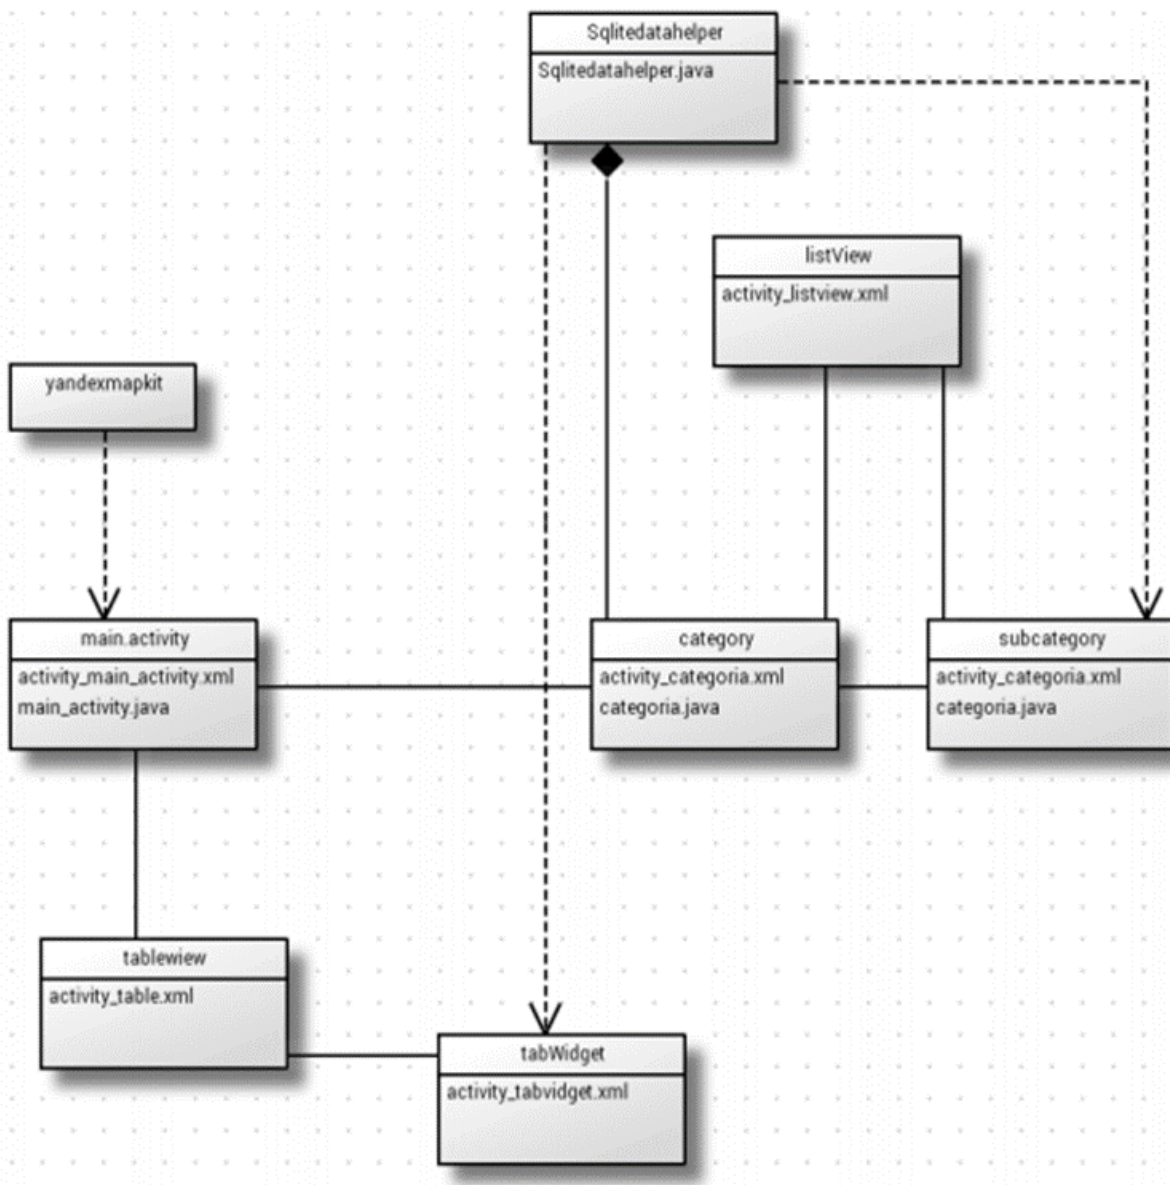 Sqlitedatahelper
Sqlitedatahelper.java
listView
activity_listview.xml
yandexmapkit
main.activity
activity_main_activity.xml
main_activity.java
category
activity_categoria.xml
categoria.java
subcategory
activity_categoria.xml
categoria.java
tablewiew
activity_table.xml
tabWidget
activity_tabvidget.xml